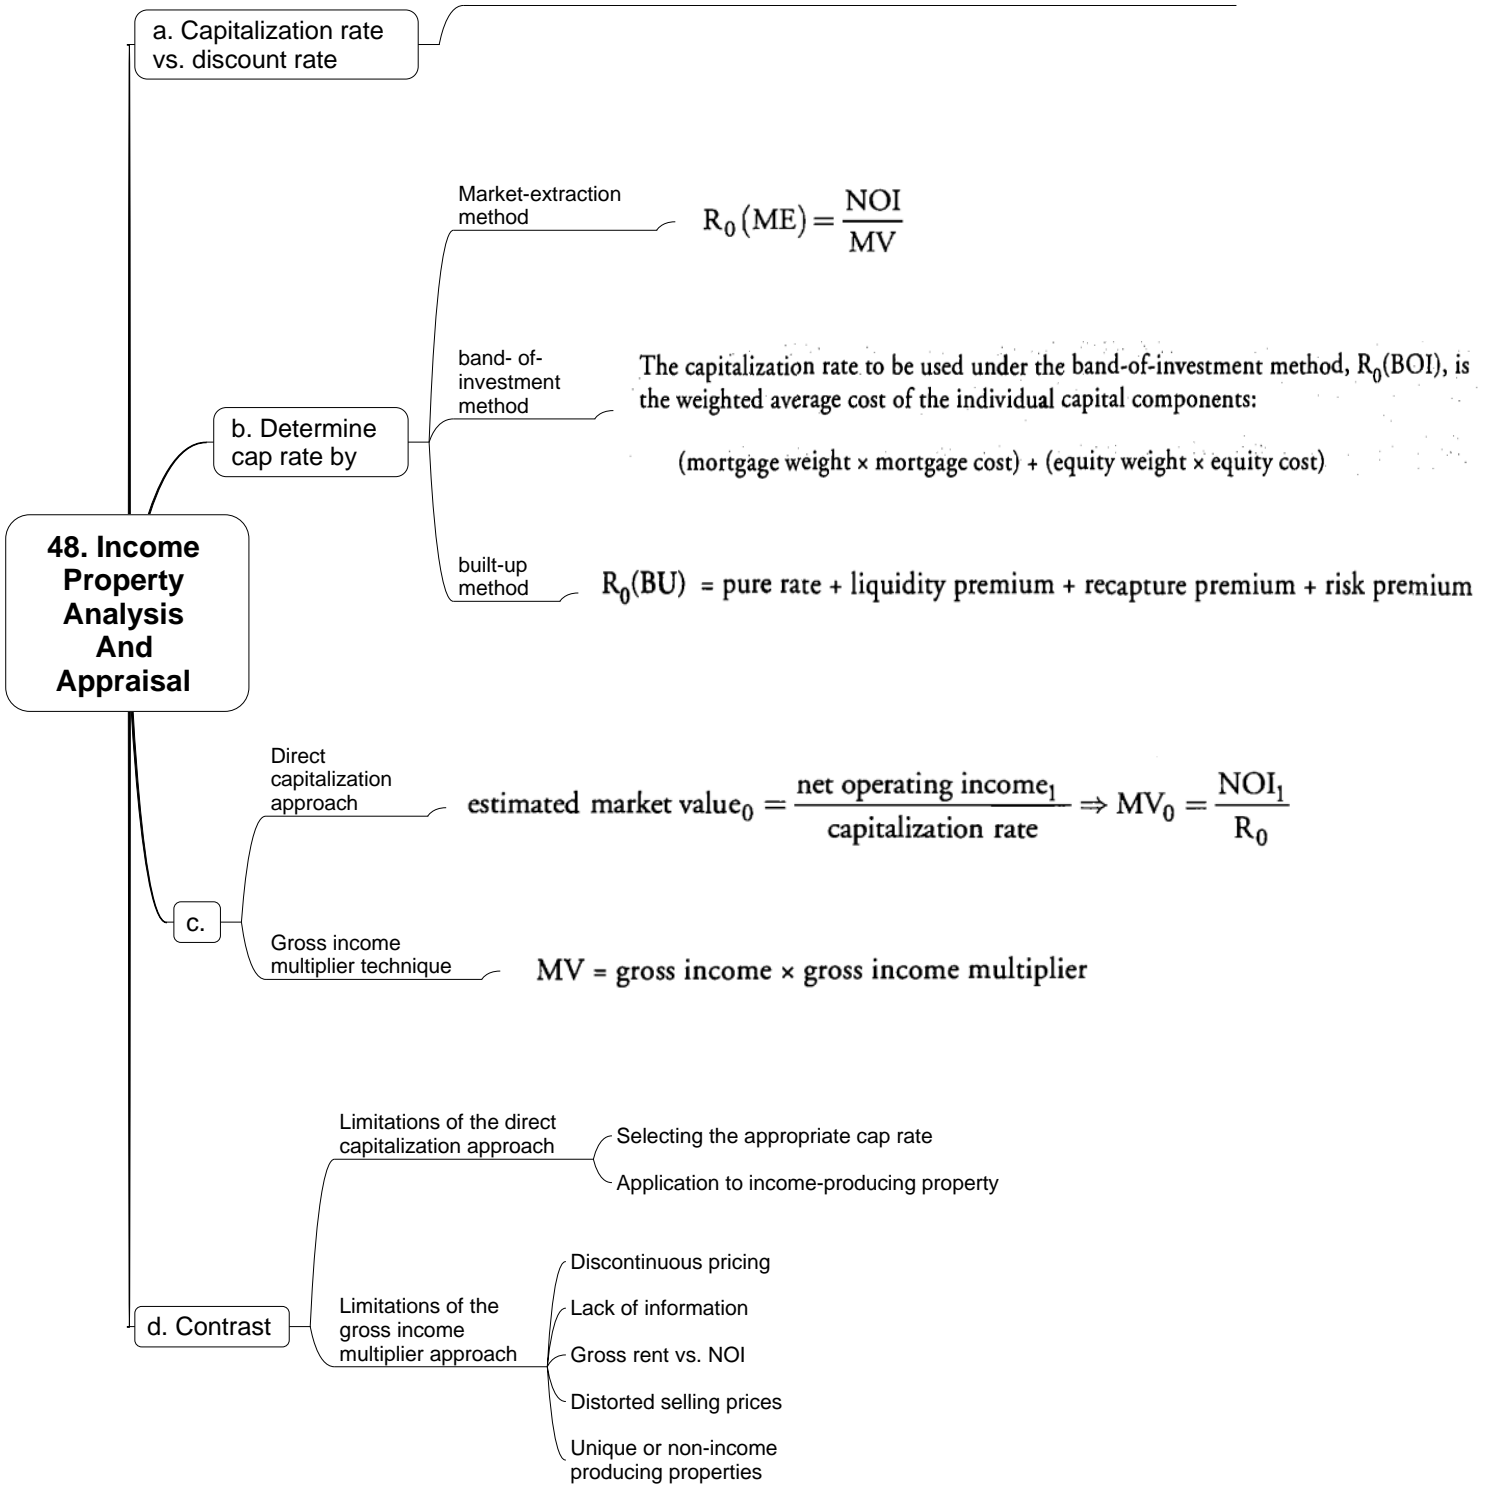 a. Capitalization rate
vs. discount rate
Market-extraction
method
R₀(ME) = NOI / MV
band- of-
investment
method
The capitalization rate to be used under the band-of-investment method, R₀(BOI), is
the weighted average cost of the individual capital components:
(mortgage weight × mortgage cost) + (equity weight × equity cost)
b. Determine
cap rate by
built-up
method
R₀(BU) = pure rate + liquidity premium + recapture premium + risk premium
48. Income
Property
Analysis
And
Appraisal
Direct
capitalization
approach
estimated market value₀ = net operating income₁ / capitalization rate ⇒ MV₀ = NOI₁ / R₀
c.
Gross income
multiplier technique
MV = gross income × gross income multiplier
Limitations of the direct
capitalization approach
Selecting the appropriate cap rate
Application to income-producing property
d. Contrast
Limitations of the
gross income
multiplier approach
Discontinuous pricing
Lack of information
Gross rent vs. NOI
Distorted selling prices
Unique or non-income
producing properties